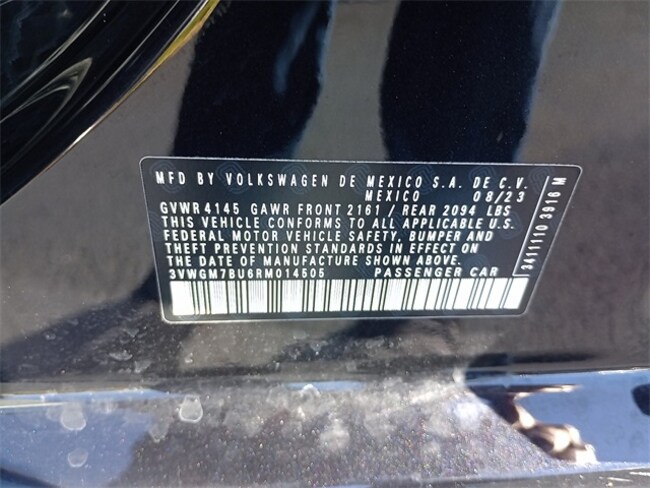 MFD BY VOLKSWAGEN DE MEXICO S.A. DE C.V.
MEXICO 08/23
GVWR 4145 GAWR FRONT 2161 / REAR 2094 LBS
THIS VEHICLE CONFORMS TO ALL APPLICABLE U.S.
FEDERAL MOTOR VEHICLE SAFETY, BUMPER AND
THEFT PREVENTION STANDARDS IN EFFECT ON
THE DATE OF MANUFACTURE SHOWN ABOVE.
3VWGM7BU6RM014505 PASSENGER CAR
3411110 3916 M